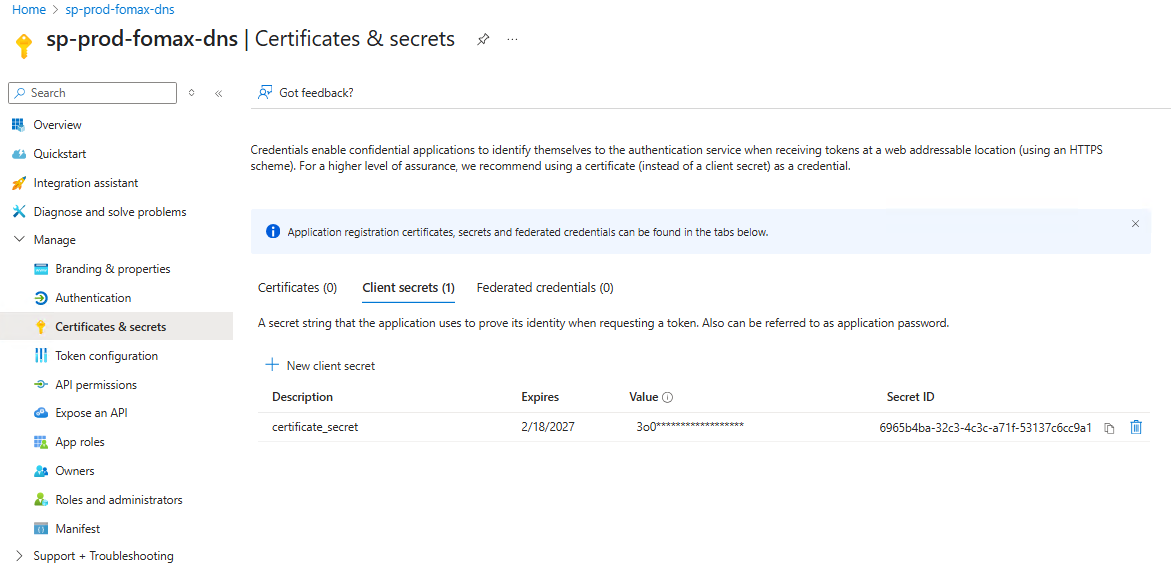 Home > sp-prod-fomax-dns
sp-prod-fomax-dns | Certificates & secrets
Search
Overview
Quickstart
Integration assistant
Diagnose and solve problems
Manage
Branding & properties
Authentication
Certificates & secrets
Token configuration
API permissions
Expose an API
App roles
Owners
Roles and administrators
Manifest
Support + Troubleshooting
Got feedback?
Credentials enable confidential applications to identify themselves to the authentication service when receiving tokens at a web addressable location (using an HTTPS
scheme). For a higher level of assurance, we recommend using a certificate (instead of a client secret) as a credential.
Application registration certificates, secrets and federated credentials can be found in the tabs below.
Certificates (0) Client secrets (1) Federated credentials (0)
A secret string that the application uses to prove its identity when requesting a token. Also can be referred to as application password.
New client secret
Description Expires Value Secret ID
certificate_secret 2/18/2027 3o0****************** 6965b4ba-32c3-4c3c-a71f-53137c6cc9a1